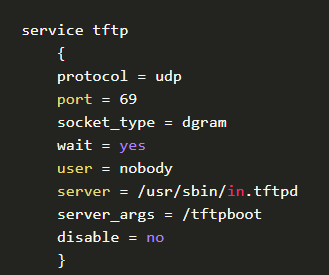 service tftp
{
protocol = udp
port = 69
socket_type = dgram
wait = yes
user = nobody
server = /usr/sbin/in.tftpd
server_args = /tftpboot
disable = no
}